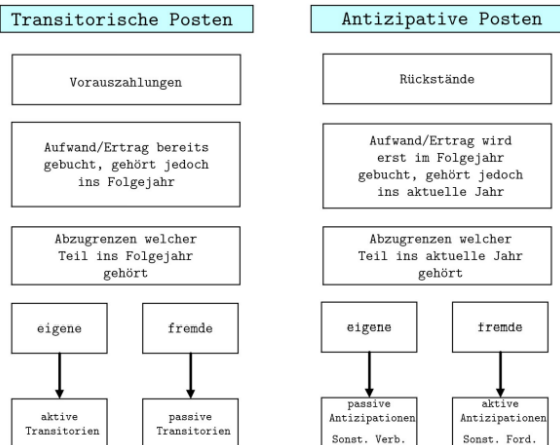 Transitorische Posten
Vorauszahlungen
Aufwand/Ertrag bereits
gebucht, gehört jedoch
ins Folgejahr
Abzugrenzen welcher
Teil ins Folgejahr
gehört
eigene
fremde
aktive
Transitorien
passive
Transitorien
Antizipative Posten
Rückstände
Aufwand/Ertrag wird
erst im Folgejahr
gebucht, gehört jedoch
ins aktuelle Jahr
Abzugrenzen welcher
Teil ins aktuelle Jahr
gehört
eigene
fremde
passive
Antizipationen
Sonst. Verb.
aktive
Antizipationen
Sonst. Ford.